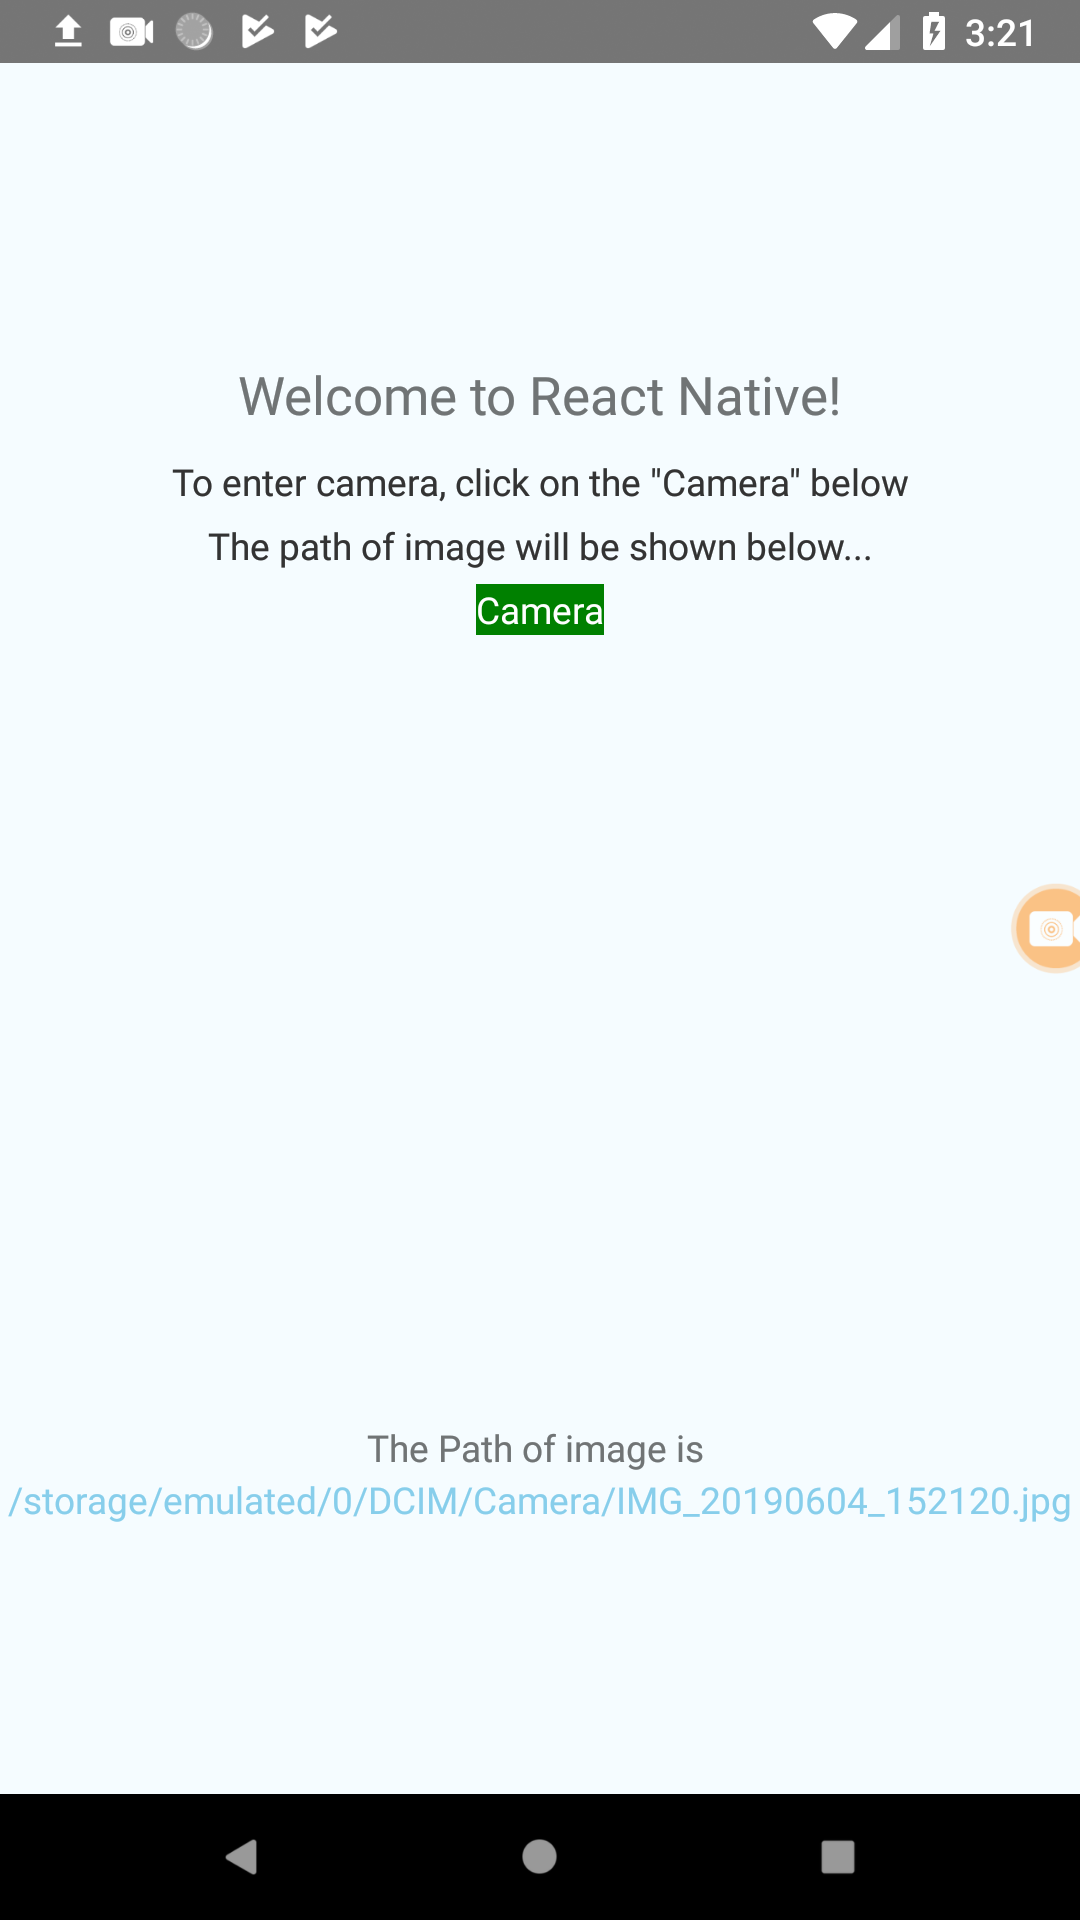 3:21
Welcome to React Native!
To enter camera, click on the "Camera" below
The path of image will be shown below...
Camera
The Path of image is
/storage/emulated/0/DCIM/Camera/IMG_20190604_152120.jpg